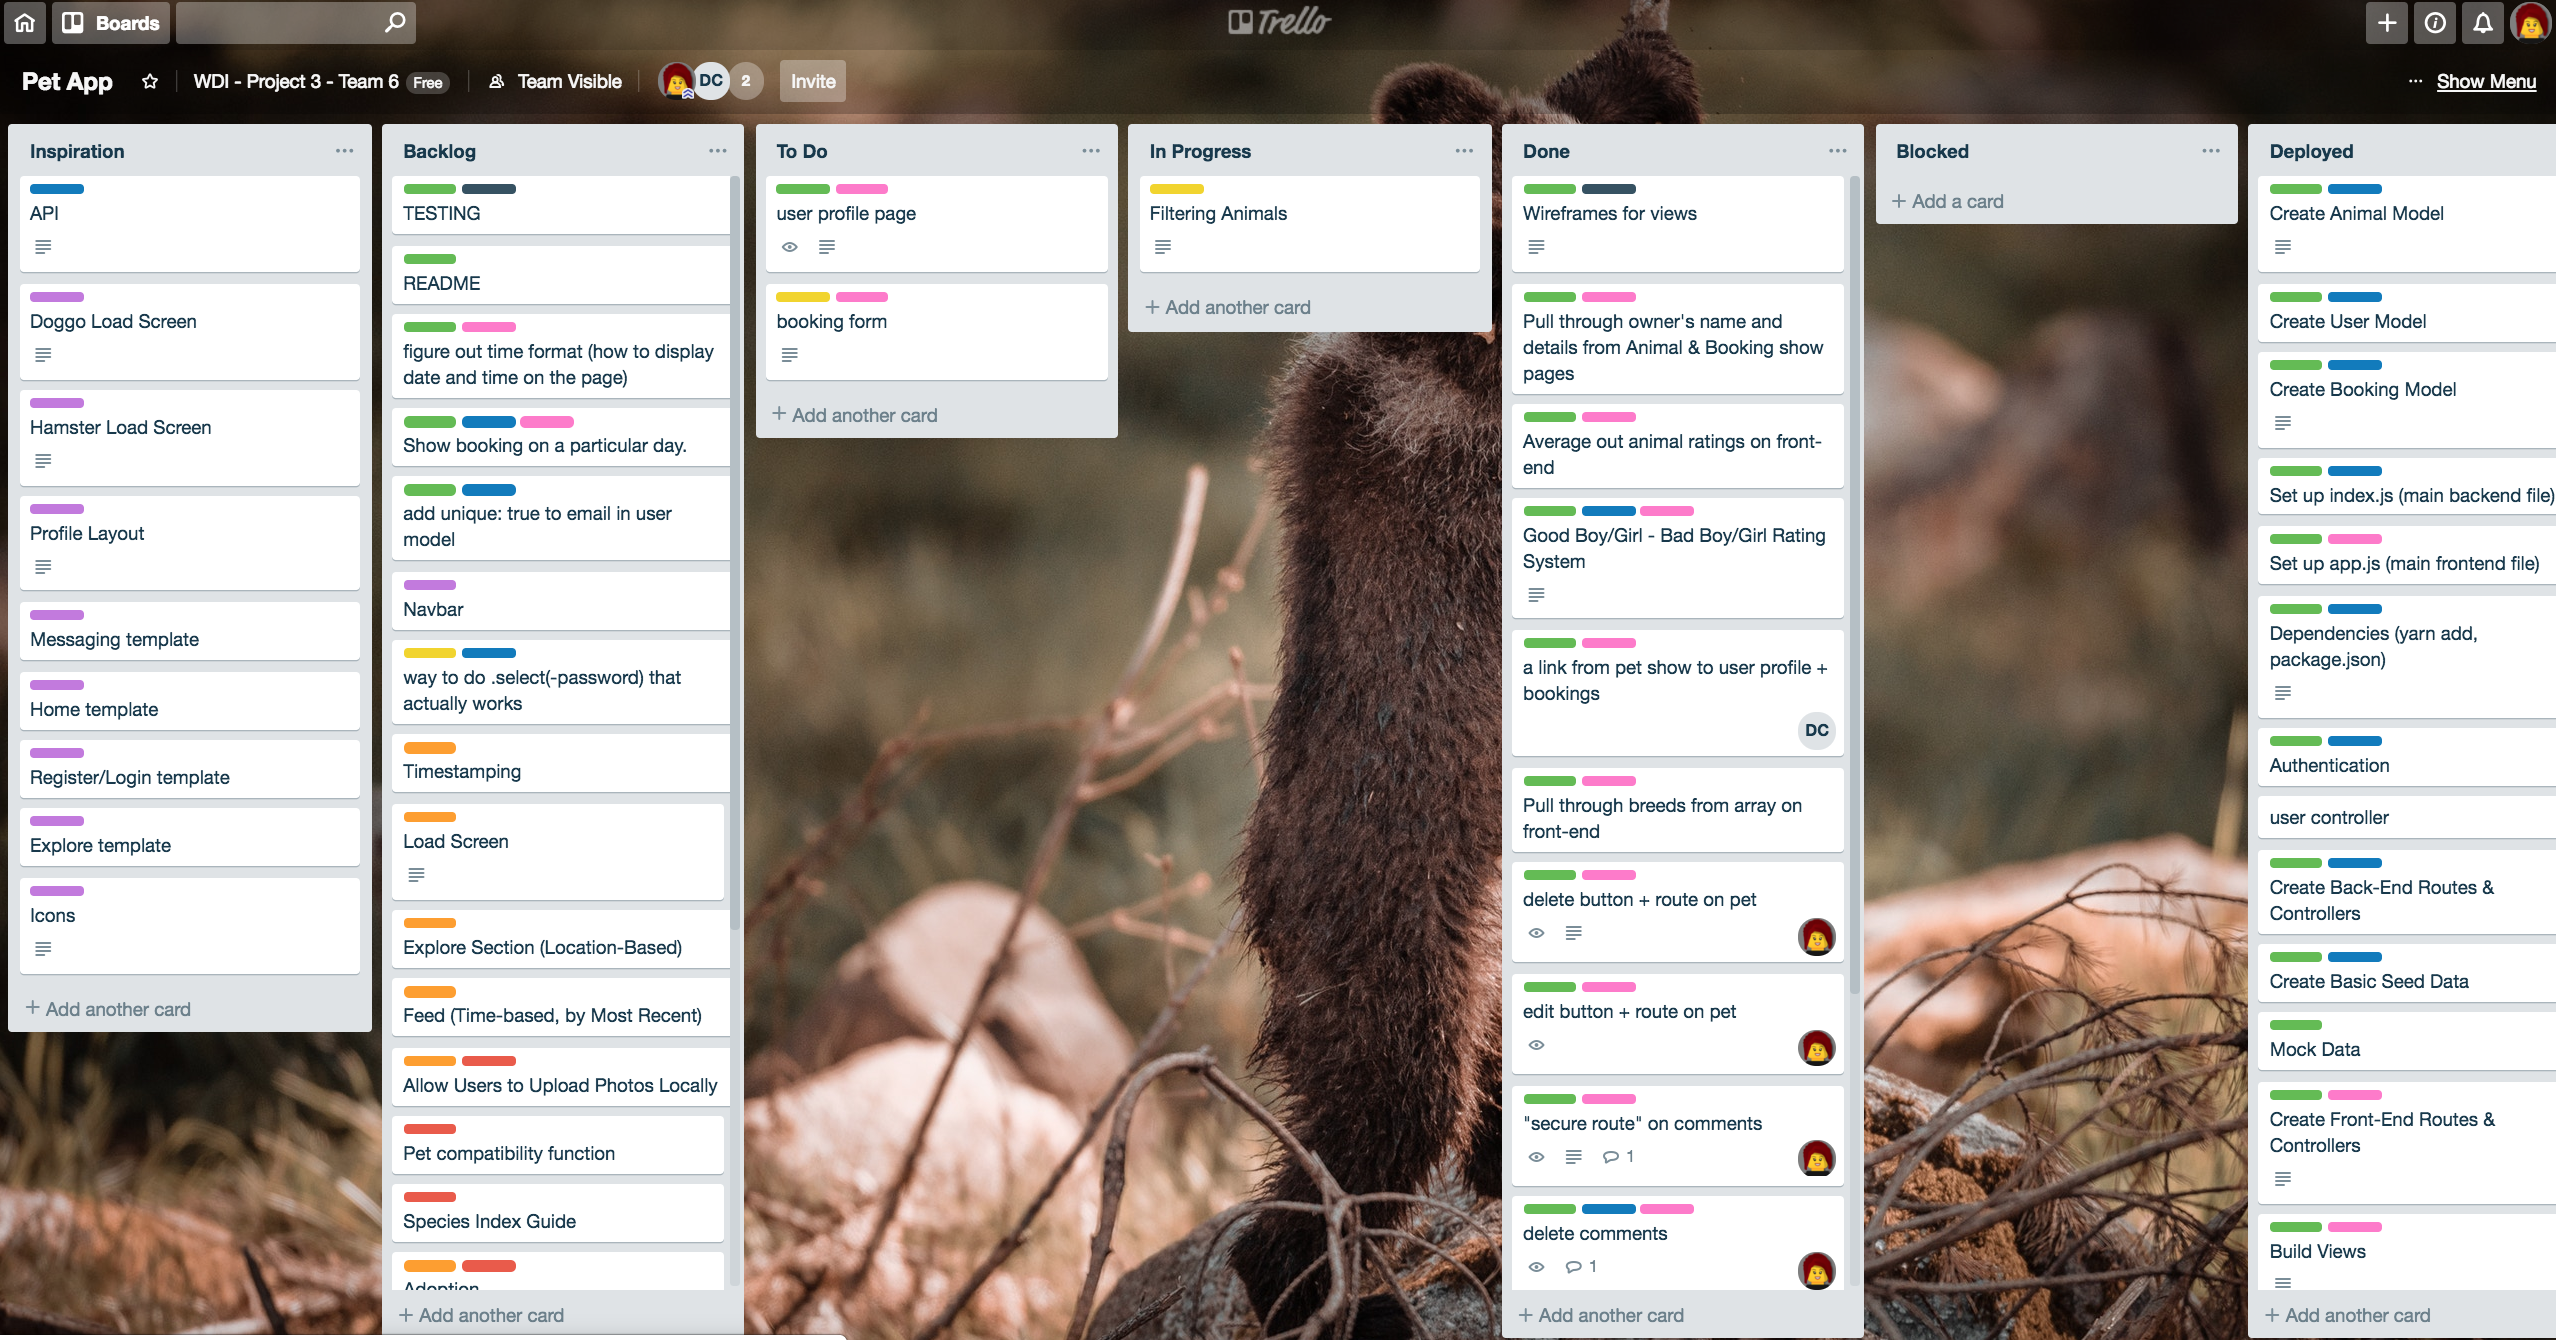 Boards
Trello
Pet App
WDI - Project 3 - Team 6 Free
Team Visible
DC
2
Invite
Show Menu
Inspiration
API
Doggo Load Screen
Hamster Load Screen
Profile Layout
Messaging template
Home template
Register/Login template
Explore template
Icons
+ Add another card
Backlog
TESTING
README
figure out time format (how to display
date and time on the page)
Show booking on a particular day.
add unique: true to email in user
model
Navbar
way to do .select(-password) that
actually works
Timestamping
Load Screen
Explore Section (Location-Based)
Feed (Time-based, by Most Recent)
Allow Users to Upload Photos Locally
Pet compatibility function
Species Index Guide
Adoption
+ Add another card
To Do
user profile page
booking form
+ Add another card
In Progress
Filtering Animals
+ Add another card
Done
Wireframes for views
Pull through owner's name and
details from Animal & Booking show
pages
Average out animal ratings on front-
end
Good Boy/Girl - Bad Boy/Girl Rating
System
a link from pet show to user profile +
bookings
DC
Pull through breeds from array on
front-end
delete button + route on pet
edit button + route on pet
"secure route" on comments
1
delete comments
1
+ Add another card
Blocked
+ Add a card
Deployed
Create Animal Model
Create User Model
Create Booking Model
Set up index.js (main backend file)
Set up app.js (main frontend file)
Dependencies (yarn add,
package.json)
Authentication
user controller
Create Back-End Routes &
Controllers
Create Basic Seed Data
Mock Data
Create Front-End Routes &
Controllers
Build Views
+ Add another card